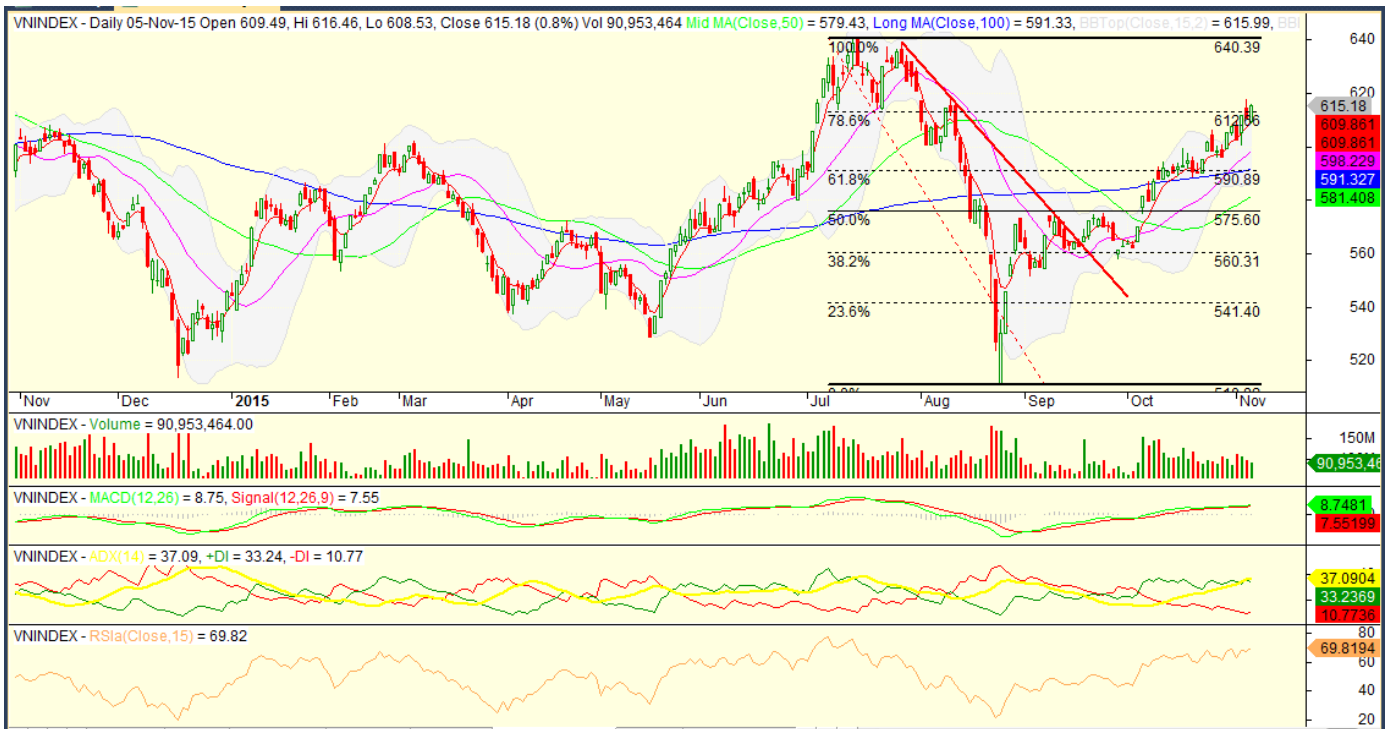 VNINDEX - Daily 05-Nov-15 Open 609.49, Hi 616.46, Lo 608.53, Close 615.18 (0.8%) Vol 90,953,464 Mid MA(Close,50) = 579.43, Long MA(Close,100) = 591.33, BBTop(Close,15,2) = 615.99,
640
100.0%
640.39
620
615.18
78.6%
609.861
609.861
598.229
61.8%
590.89
591.327
581.408
50.0%
575.60
560
38.2%
560.31
540
23.6%
541.40
520
Nov
Dec
2015
Feb
Mar
Apr
May
Jun
Jul
Aug
Sep
Oct
Nov
VNINDEX - Volume = 90,953,464.00
150M
90,953,46
VNINDEX - MACD(12,26) = 8.75, Signal(12,26,9) = 7.55
8.7481
7.55199
VNINDEX - ADX(14) = 37.09, +DI = 33.24, -DI = 10.77
37.0904
33.2369
10.7736
VNINDEX - RSIa(Close,15) = 69.82
80
69.8194
60
40
20